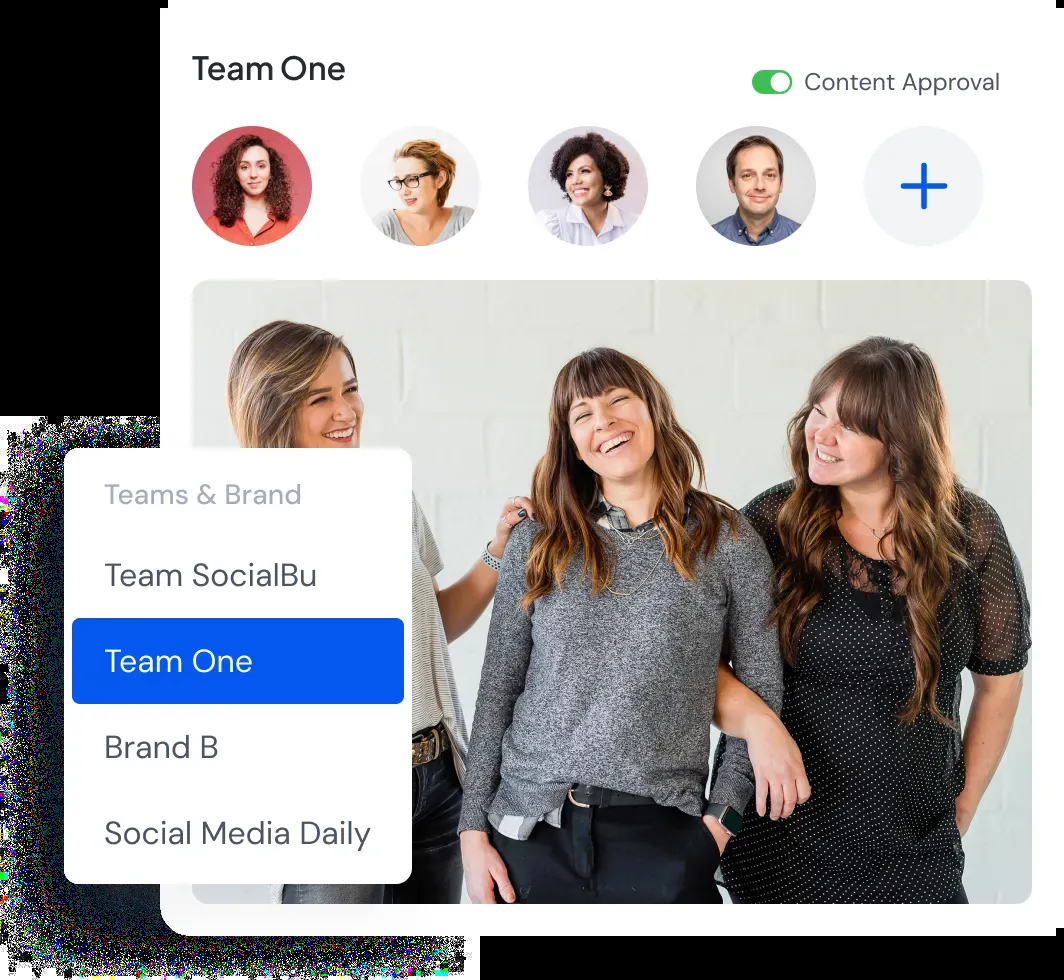 Team One
Content Approval
Teams & Brand
Team SocialBu
Team One
Brand B
Social Media Daily